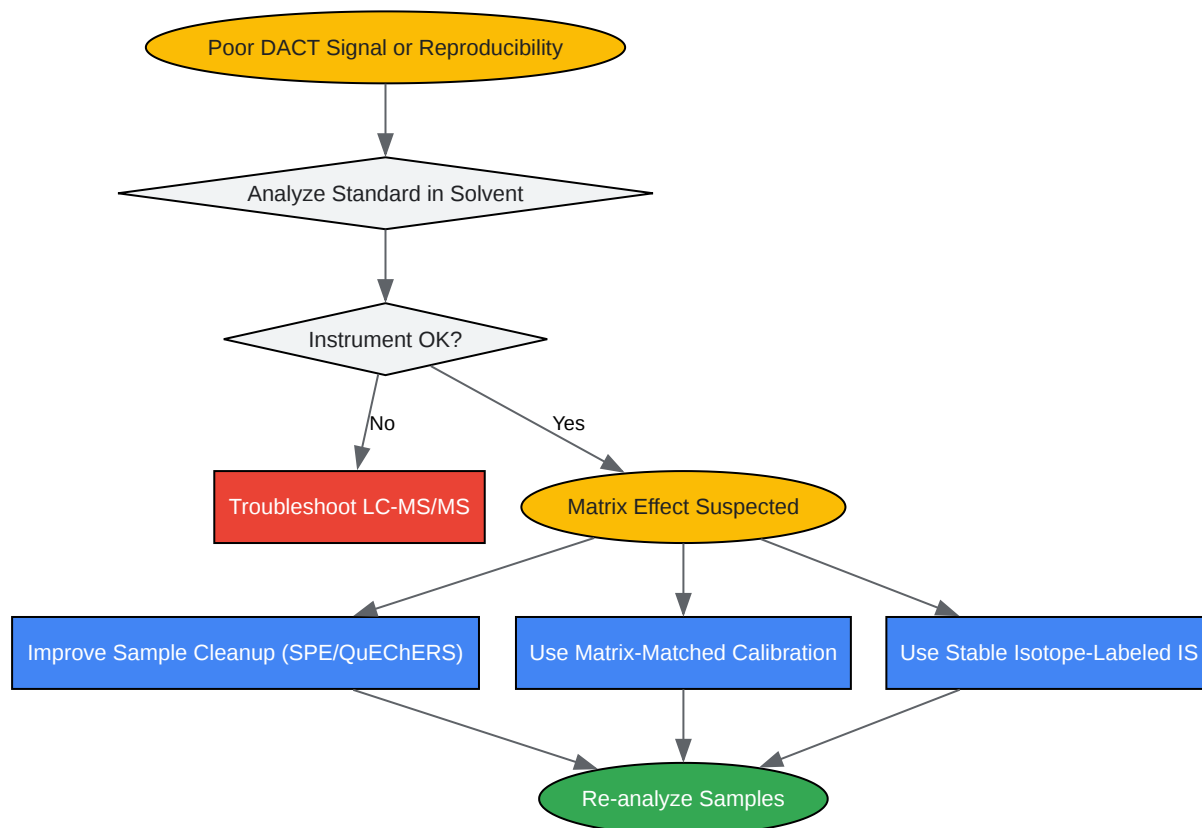 Poor DACT Signal or Reproducibility
Analyze Standard in Solvent
Instrument OK?
No
Yes
Troubleshoot LC-MS/MS
Matrix Effect Suspected
Improve Sample Cleanup (SPE/QuEChERS)
Use Matrix-Matched Calibration
Use Stable Isotope-Labeled IS
Re-analyze Samples